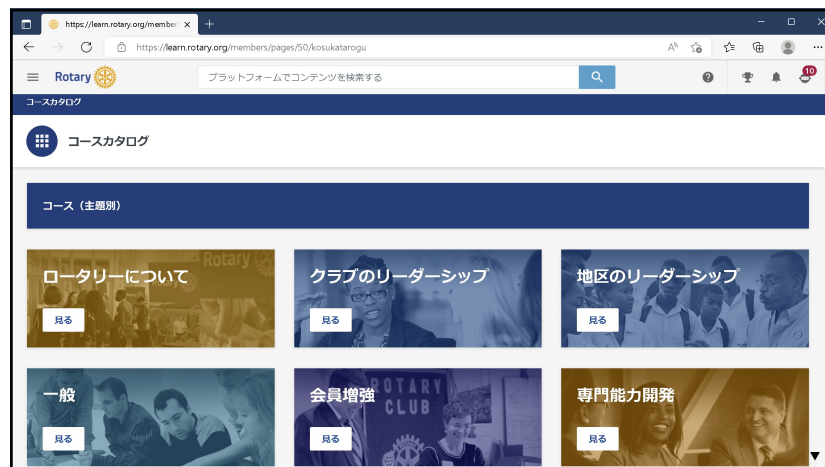 https://learn.rotary.org/member
https://learn.rotary.org/members/pages/50/kosukatarogu
Rotary
プラットフォームでコンテンツを検索する
10
コースカタログ
コースカタログ
コース（主題別）
Rotary
ロータリーについて
見る
クラブのリーダーシップ
見る
地区のリーダーシップ
見る
一般
見る
ROTARY
CLUB
会員増強
見る
専門能力開発
見る